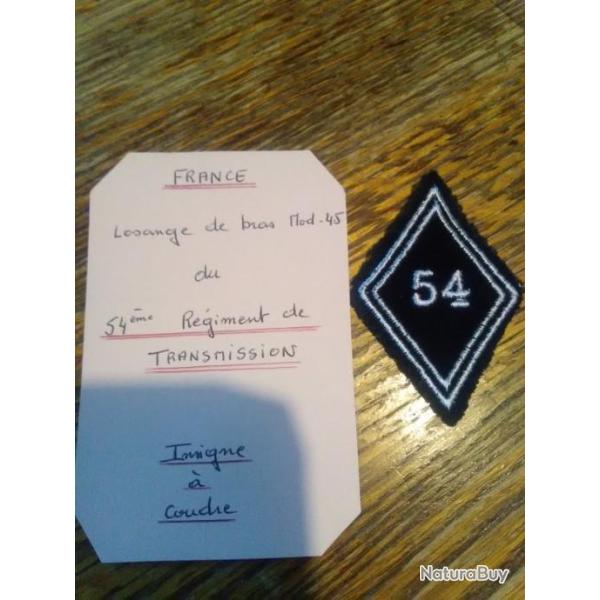 FRANCE
Losange de bras Mod-45
du
54ème Régiment de
TRANSMISSION
Insigne
à
coudre
54
NaturaBuy